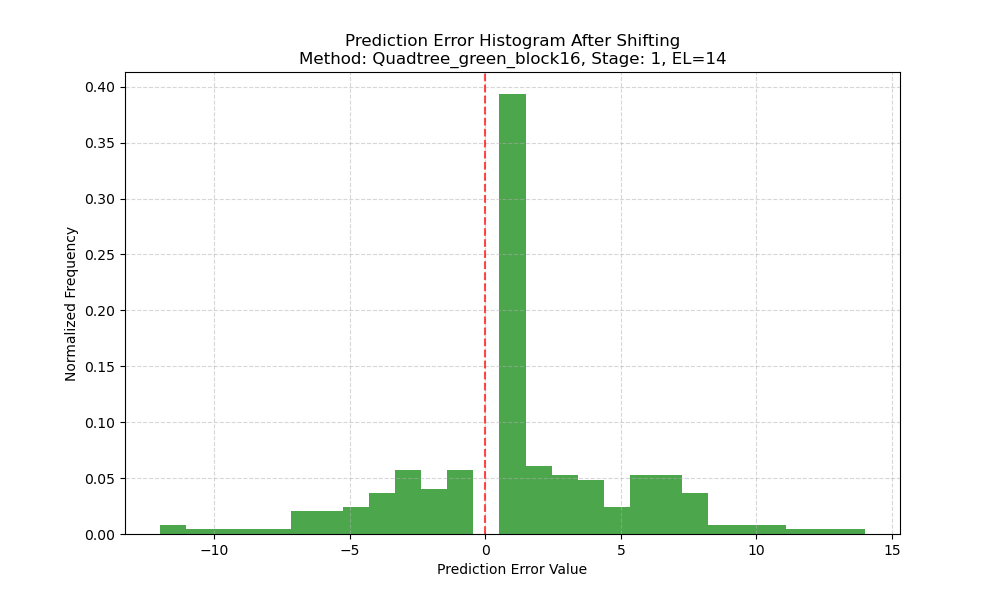 Prediction Error Histogram After Shifting
Method: Quadtree_green_block16, Stage: 1, EL=14
Normalized Frequency
0.40
0.35
0.30
0.25
0.20
0.15
0.10
0.05
0.00
−10 −5 0 5 10 15
Prediction Error Value